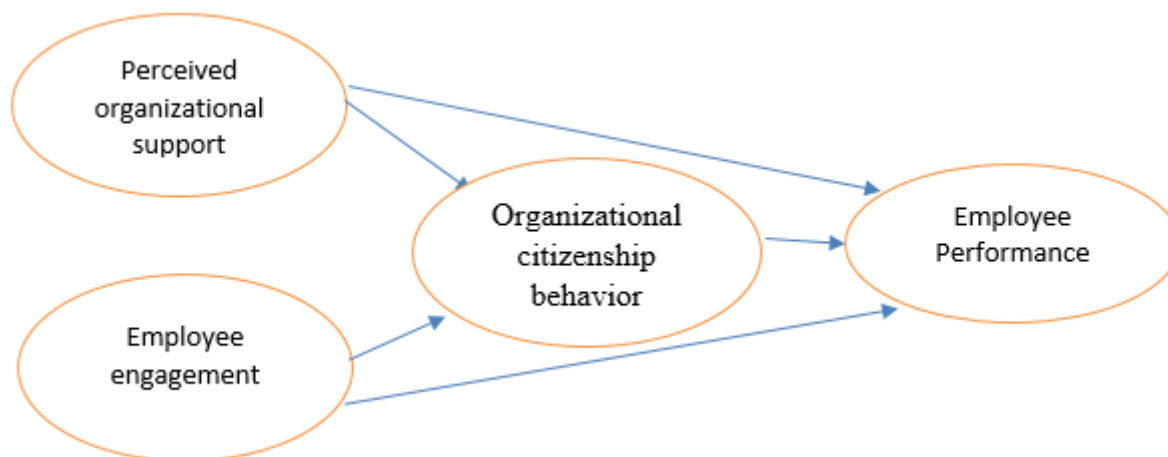 Perceived
organizational
support
Organizational
citizenship
behavior
Employee
Performance
Employee
engagement